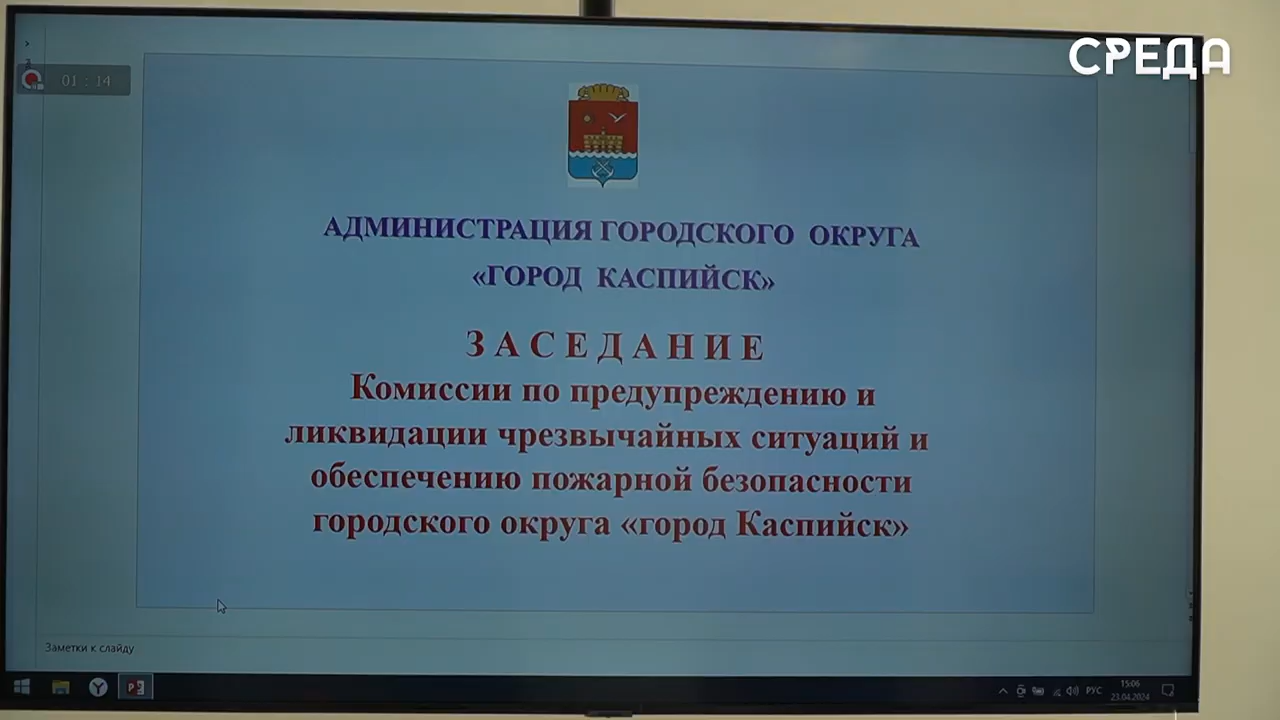 СРЕДА
01 : 14
АДМИНИСТРАЦИЯ ГОРОДСКОГО ОКРУГА
«ГОРОД КАСПИЙСК»
З А С Е Д А Н И Е
Комиссии по предупреждению и
ликвидации чрезвычайных ситуаций и
обеспечению пожарной безопасности
городского округа «город Каспийск»
Заметки к слайду
РУС
15:06
23.04.2024